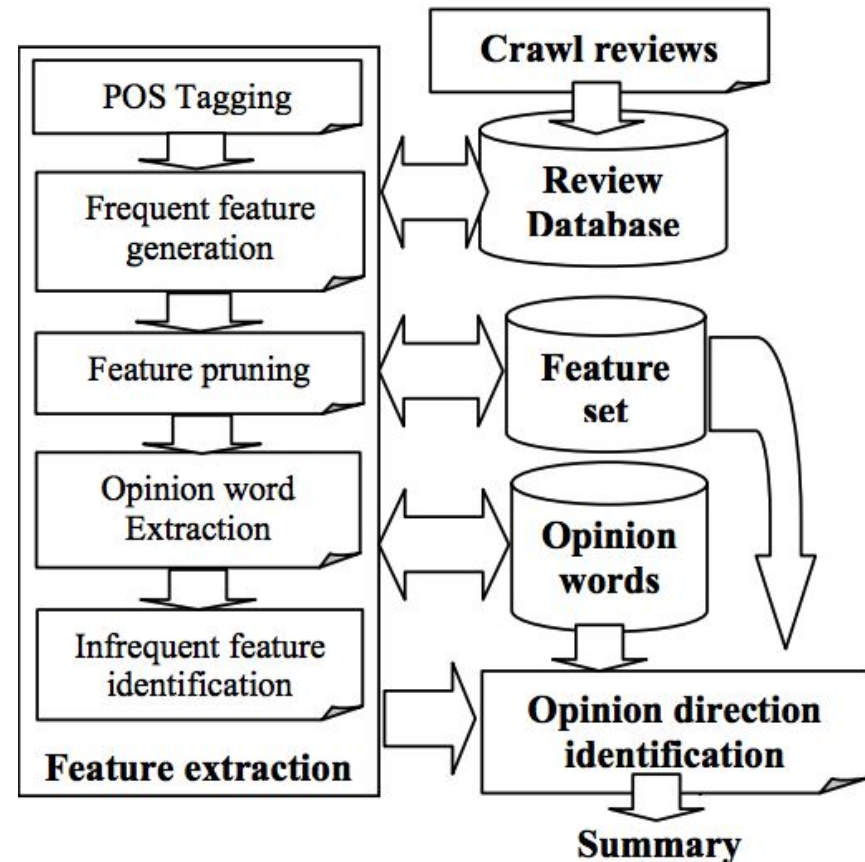 POS Tagging
Frequent feature
generation
Feature pruning
Opinion word
Extraction
Infrequent feature
identification
Feature extraction
Crawl reviews
Review
Database
Feature
set
Opinion
words
Opinion direction
identification
Summary